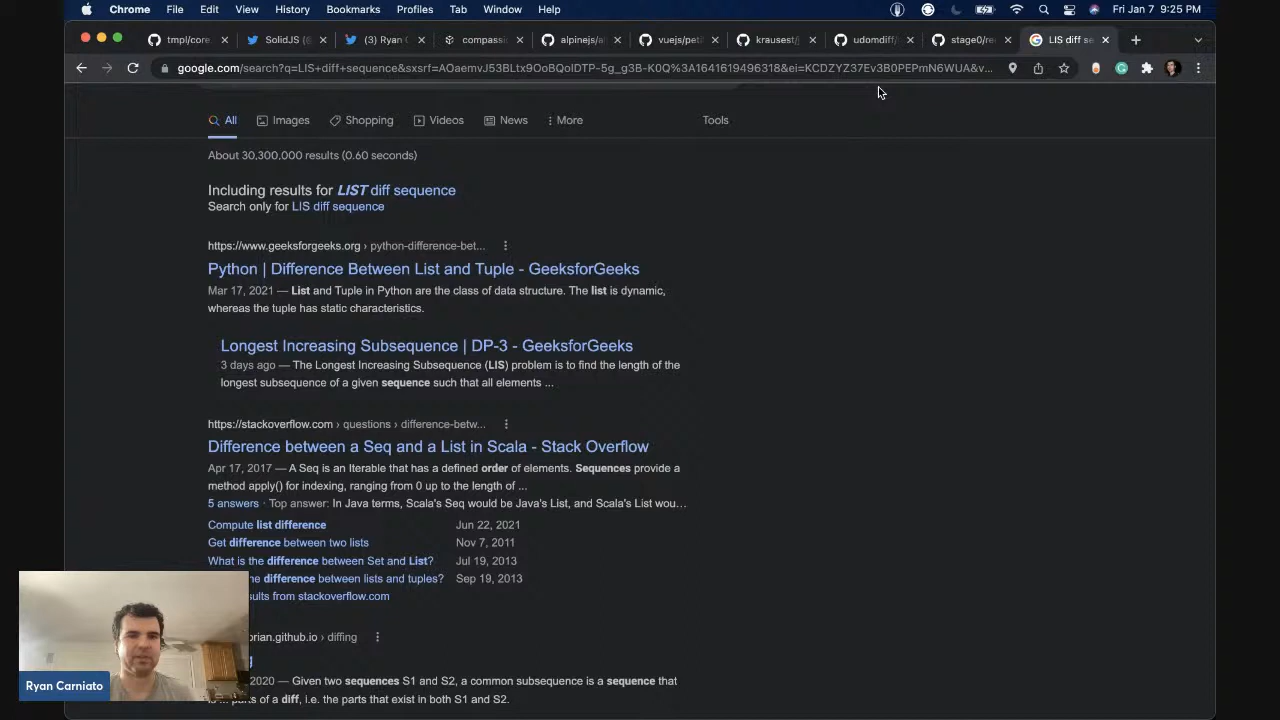 Chrome File Edit View History Bookmarks Profiles Tab Window Help Fri Jan 7 9:25 PM
tmpl/core SolidJS (@ (3) Ryan C compassi alpinejs/al vuejs/peti krausest/j udomdiff/ stage0/re LIS diff se
google.com/search?q=LIS+diff+sequence&sxsrf=AOaemvJ53BLtx9OoBQolDTP-5g_g3B-K0Q%3A1641619496318&ei=KCDZYZ37Ev3B0PEPmN6WUA&v...
All Images Shopping Videos News More Tools
About 30,300,000 results (0.60 seconds)
Including results for LIST diff sequence
Search only for LIS diff sequence
https://www.geeksforgeeks.org › python-difference-bet...
Python | Difference Between List and Tuple - GeeksforGeeks
Mar 17, 2021 — List and Tuple in Python are the class of data structure. The list is dynamic,
whereas the tuple has static characteristics.
Longest Increasing Subsequence | DP-3 - GeeksforGeeks
3 days ago — The Longest Increasing Subsequence (LIS) problem is to find the length of the
longest subsequence of a given sequence such that all elements ...
https://stackoverflow.com › questions › difference-betw...
Difference between a Seq and a List in Scala - Stack Overflow
Apr 17, 2017 — A Seq is an Iterable that has a defined order of elements. Sequences provide a
method apply() for indexing, ranging from 0 up to the length of ...
5 answers · Top answer: In Java terms, Scala's Seq would be Java's List, and Scala's List wou...
Compute list difference Jun 22, 2021
Get difference between two lists Nov 7, 2011
What is the difference between Set and List? Jul 19, 2013
he difference between lists and tuples? Sep 19, 2013
sults from stackoverflow.com
orian.github.io › diffing
g
2020 — Given two sequences S1 and S2, a common subsequence is a sequence that
parts of a diff, i.e. the parts that exist in both S1 and S2.
Ryan Carniato